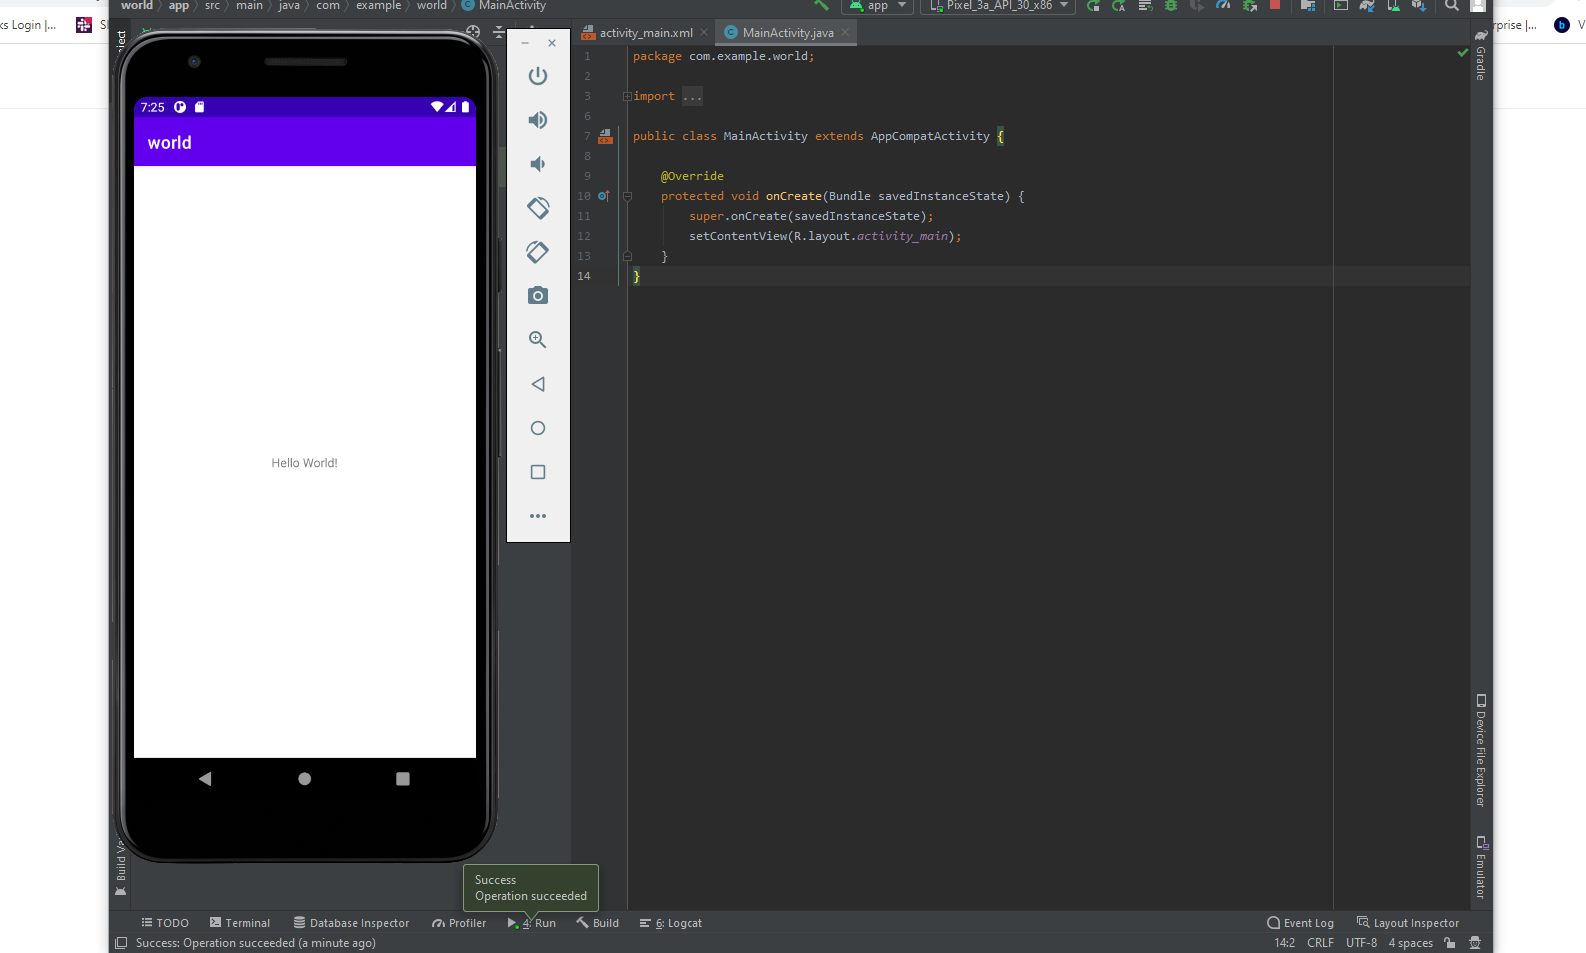 ks Login |...
world app src main java com example world MainActivity
app
Pixel_3a_API_30_x86
rprise |...
activity_main.xml
MainActivity.java
7:25
world
Hello World!
1 package com.example.world;
2
3 import ...
6
7 public class MainActivity extends AppCompatActivity {
8
9 @Override
10 protected void onCreate(Bundle savedInstanceState) {
11 super.onCreate(savedInstanceState);
12 setContentView(R.layout.activity_main);
13 }
14 }
Gradle
Device File Explorer
Emulator
Success
Operation succeeded
TODO Terminal Database Inspector Profiler 4: Run Build 6: Logcat Event Log Layout Inspector
Success: Operation succeeded (a minute ago) 14:2 CRLF UTF-8 4 spaces